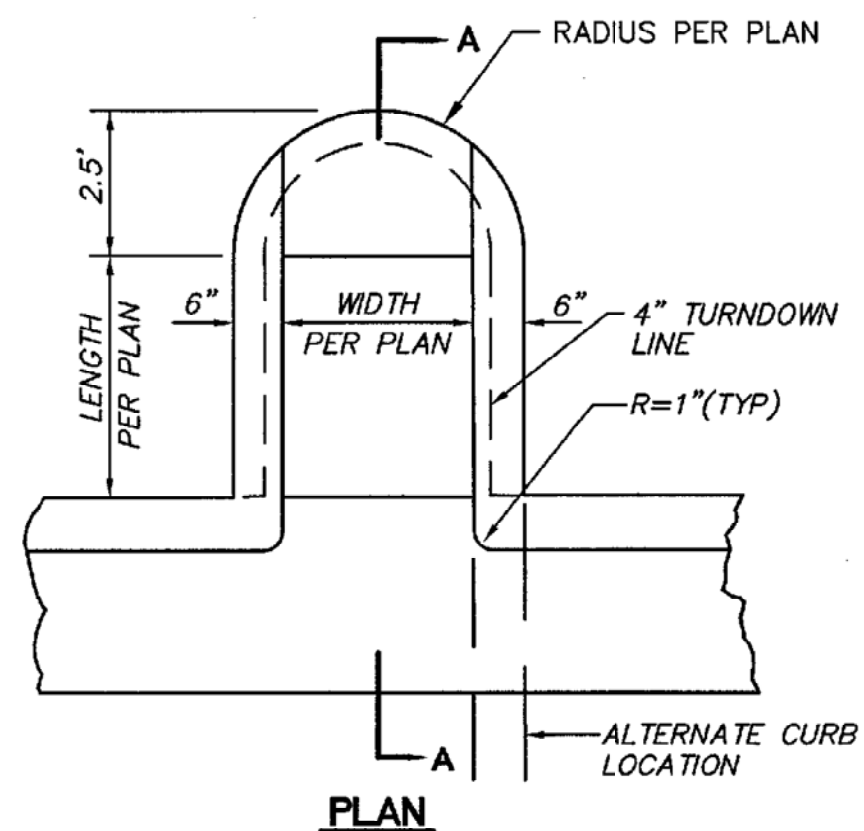 A
RADIUS PER PLAN
2.5'
LENGTH
PER PLAN
6"
WIDTH
PER PLAN
6"
4" TURNDOWN
LINE
R=1"(TYP)
A
ALTERNATE CURB
LOCATION
PLAN